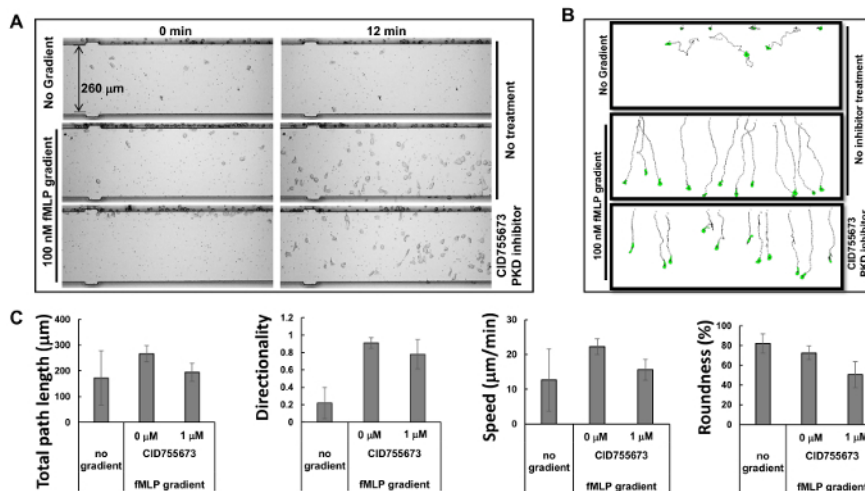 A
0 min
12 min
No Gradient
260 μm
No treatment
100 nM fMLP gradient
CID755673
PKD inhibitor
B
No Gradient
No inhibitor treatment
100 nM fMLP gradient
CID755673
PKD inhibitor
C
Total path length (μm)
400
300
200
100
0
no gradient
0 μM
1 μM
CID755673
fMLP gradient
Directionality
1.2
1
0.8
0.6
0.4
0.2
0
no gradient
0 μM
1 μM
CID755673
fMLP gradient
Speed (μm/min)
30
20
10
0
no gradient
0 μM
1 μM
CID755673
fMLP gradient
Roundness (%)
100
80
60
40
20
0
no gradient
0 μM
1 μM
CID755673
fMLP gradient